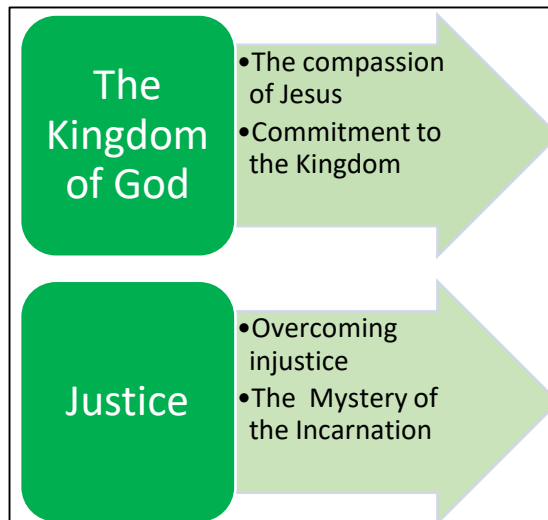 The
Kingdom
of God
•The compassion
of Jesus
•Commitment to
the Kingdom
Justice
•Overcoming
injustice
•The  Mystery of
the Incarnation